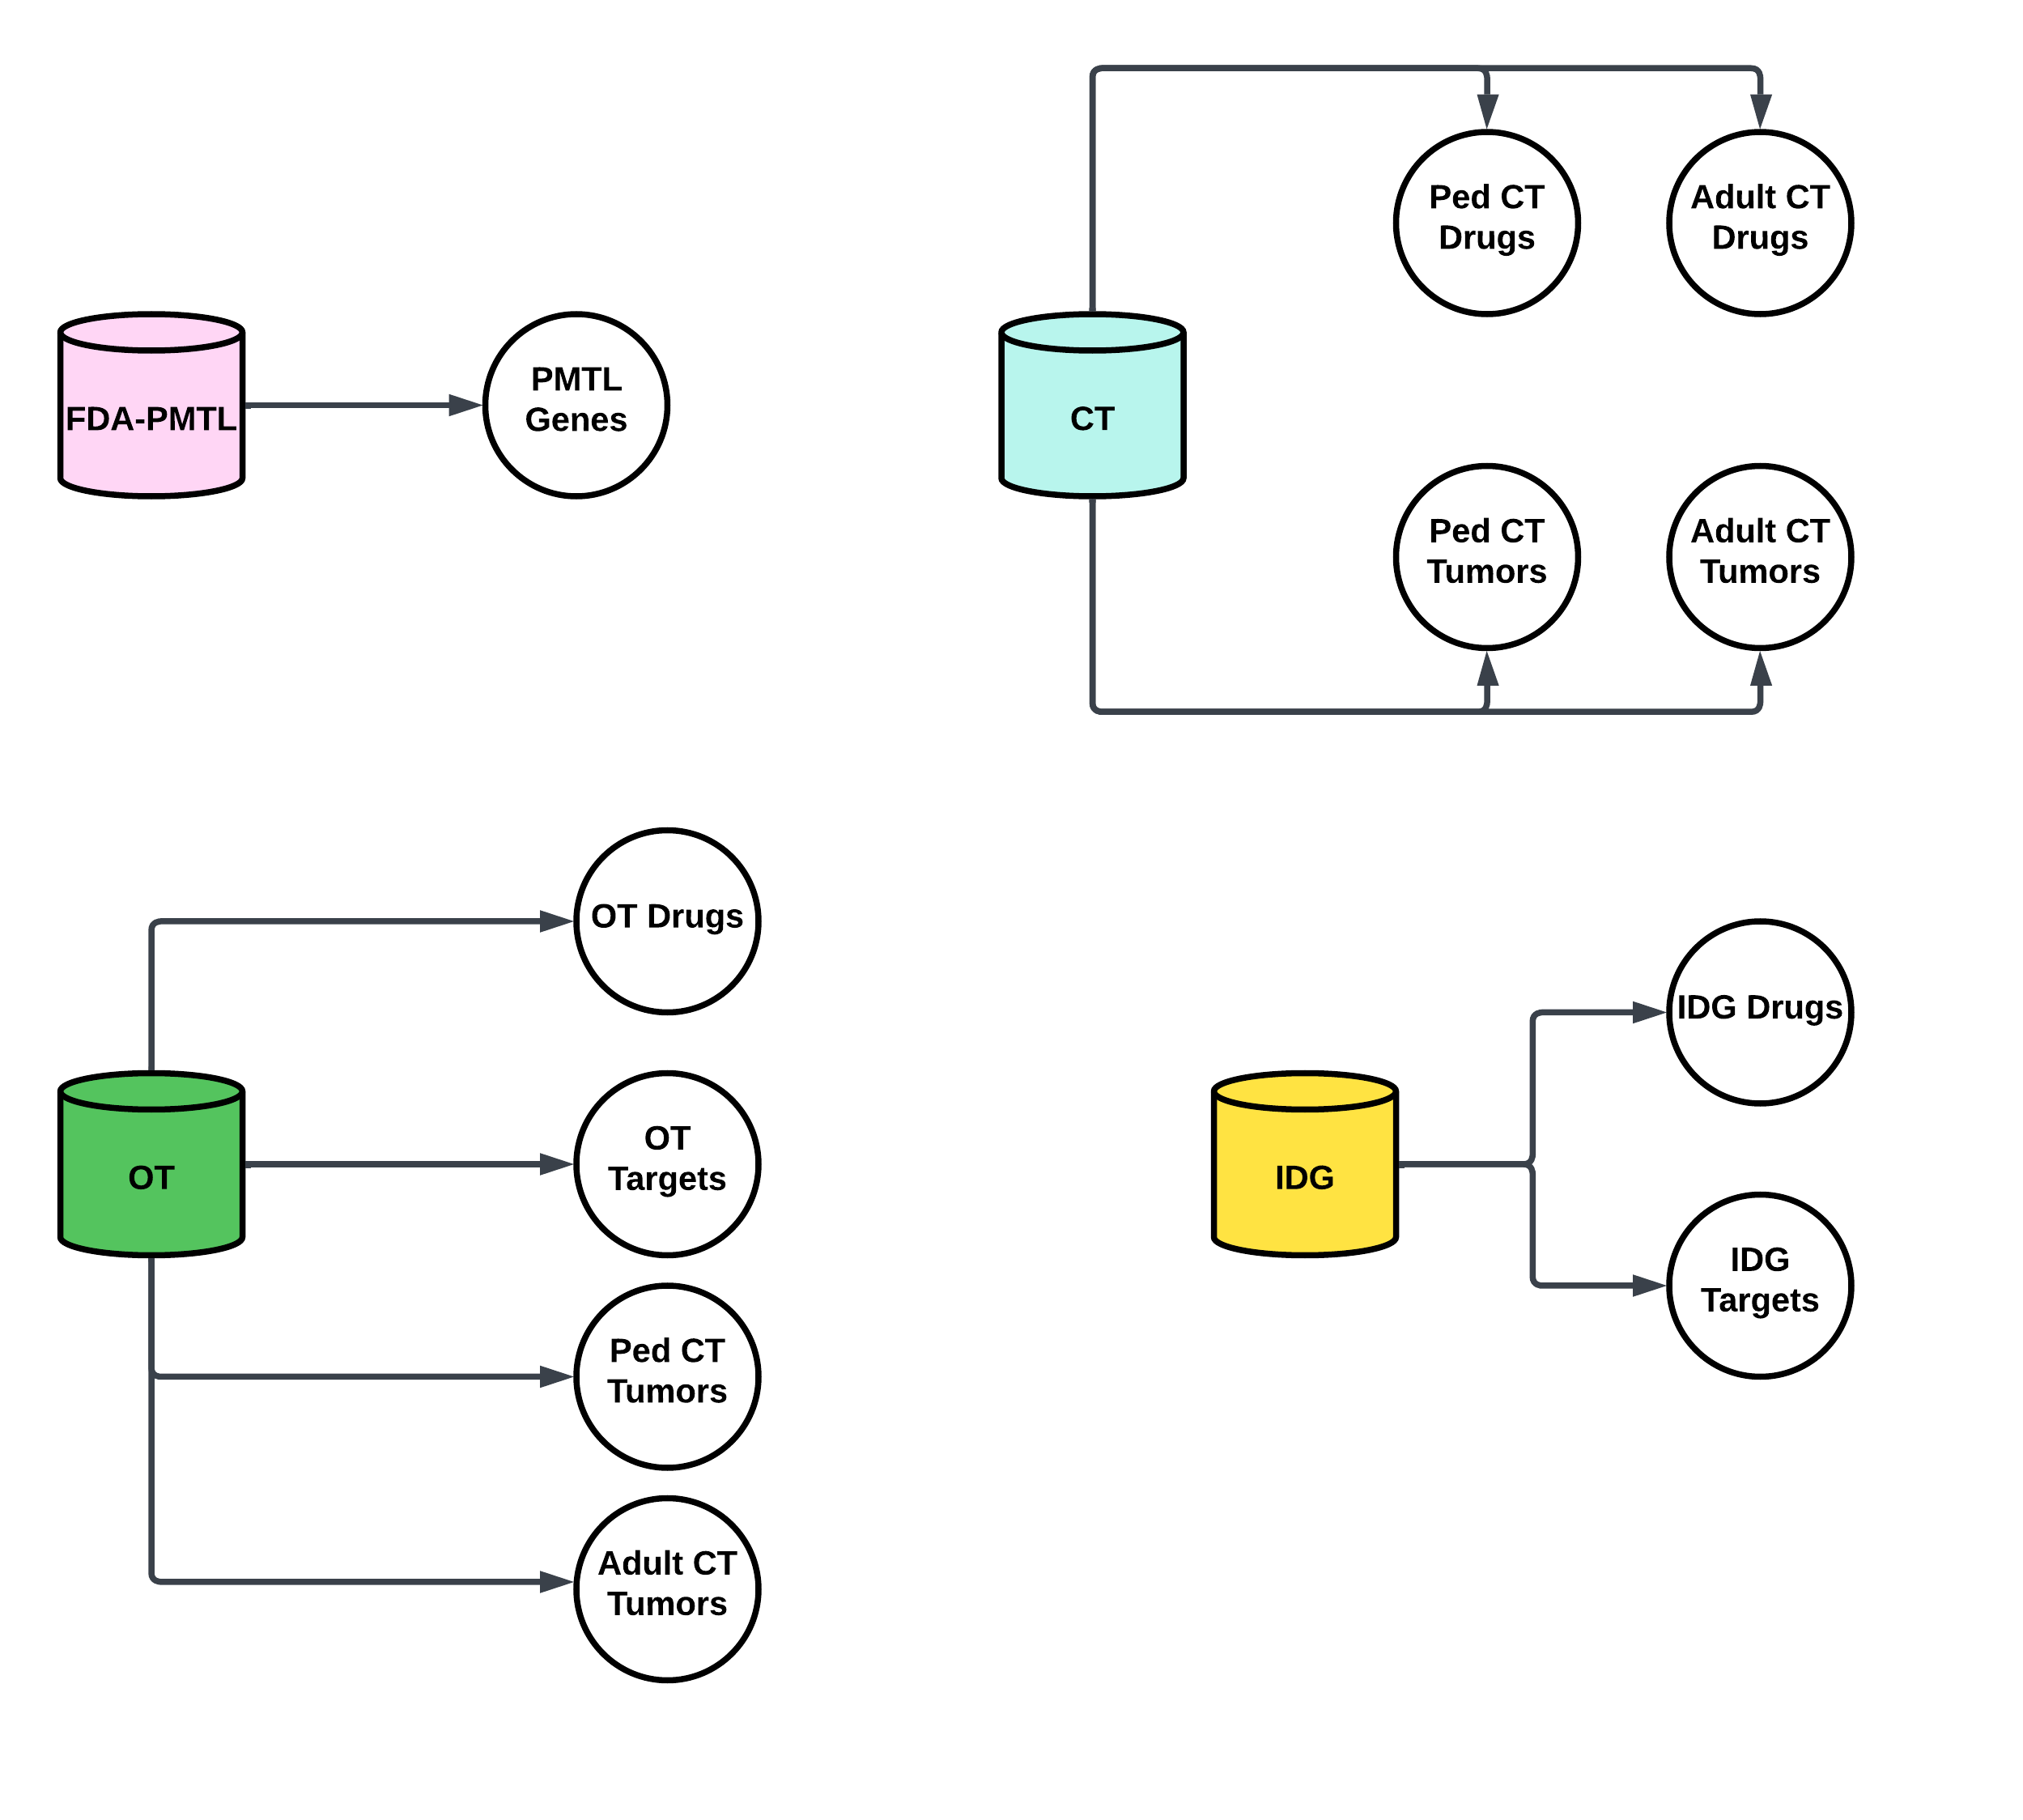 FDA-PMTL
PMTL
Genes
CT
Ped CT
Drugs
Adult CT
Drugs
Ped CT
Tumors
Adult CT
Tumors
OT
OT Drugs
OT
Targets
Ped CT
Tumors
Adult CT
Tumors
IDG
IDG Drugs
IDG
Targets